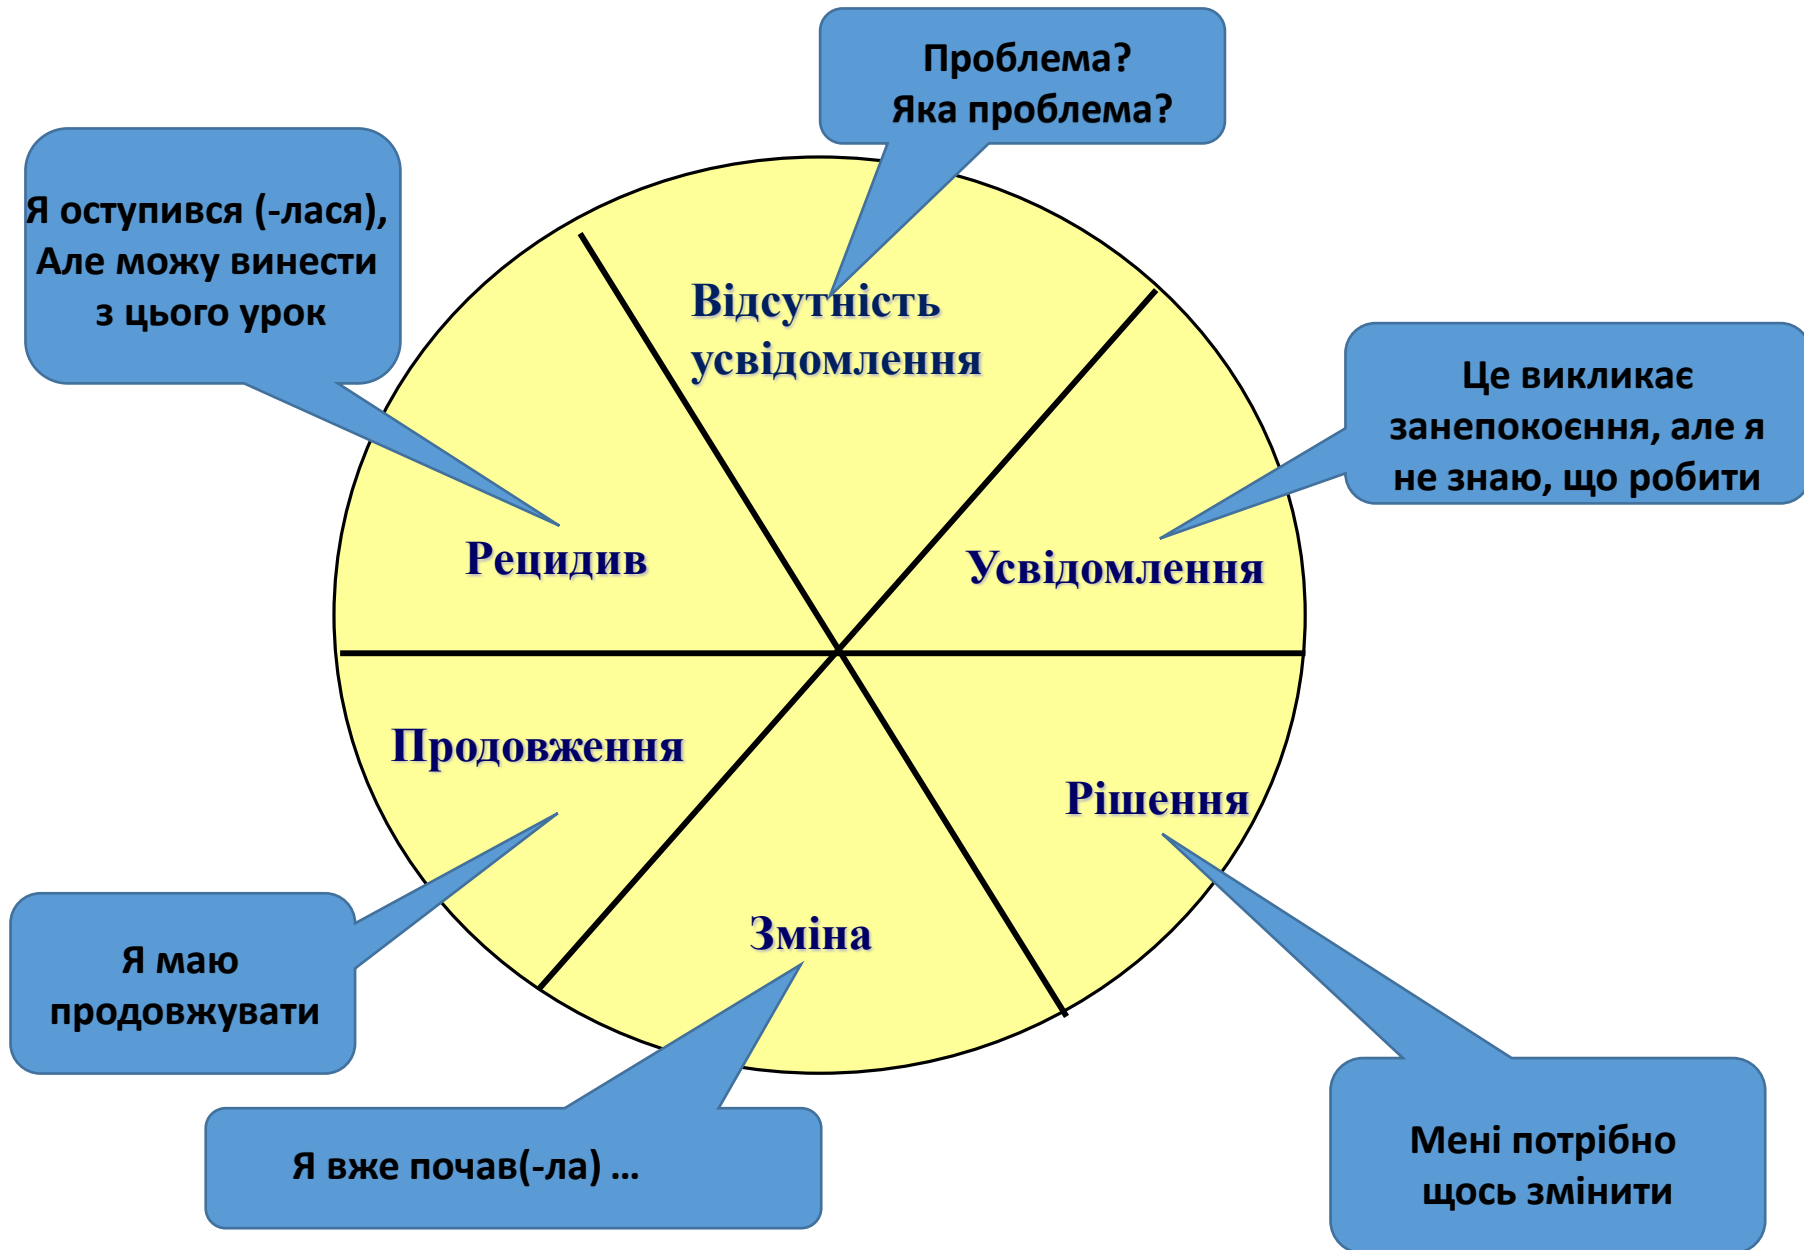 Проблема?
Яка проблема?
Відсутність
усвідомлення
Це викликає
занепокоєння, але я
не знаю, що робити
Усвідомлення
Рішення
Мені потрібно
щось змінити
Зміна
Я вже почав(-ла) ...
Продовження
Я маю
продовжувати
Рецидив
Я оступився (-лася),
Але можу винести
з цього урок